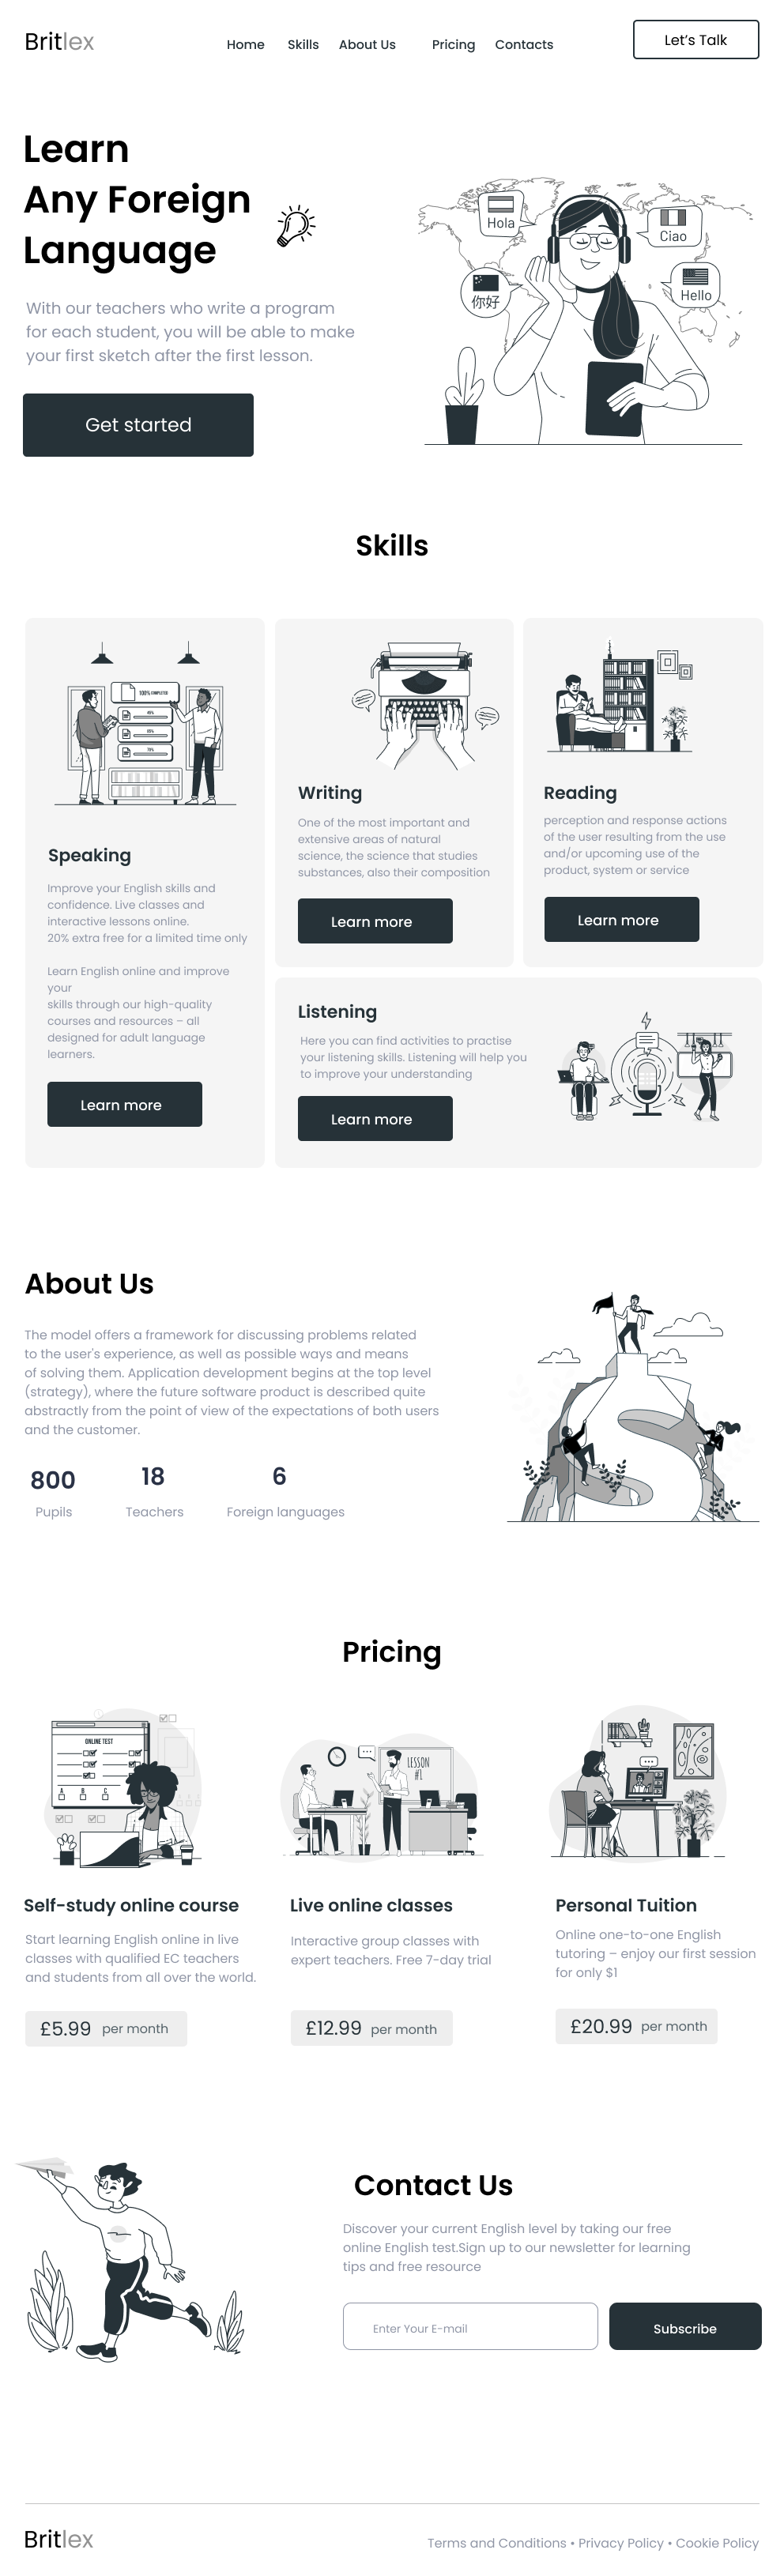 Britlex
Home Skills About Us Pricing Contacts
Let's Talk
Learn
Any Foreign
Language
With our teachers who write a program
for each student, you will be able to make
your first sketch after the first lesson.
Get started
Hola
Ciao
你好
Hello
Skills
100% COMPLETED
Speaking
Improve your English skills and
confidence. Live classes and
interactive lessons online.
20% extra free for a limited time only
Learn English online and improve
your
skills through our high-quality
courses and resources – all
designed for adult language
learners.
Learn more
Writing
One of the most important and
extensive areas of natural
science, the science that studies
substances, also their composition
Learn more
Reading
perception and response actions
of the user resulting from the use
and/or upcoming use of the
product, system or service
Learn more
Listening
Here you can find activities to practise
your listening skills. Listening will help you
to improve your understanding
Learn more
About Us
The model offers a framework for discussing problems related
to the user's experience, as well as possible ways and means
of solving them. Application development begins at the top level
(strategy), where the future software product is described quite
abstractly from the point of view of the expectations of both users
and the customer.
800 18 6
Pupils Teachers Foreign languages
Pricing
ONLINE TEST
A B C
Self-study online course
Start learning English online in live
classes with qualified EC teachers
and students from all over the world.
£5.99 per month
LESSON
#1
Live online classes
Interactive group classes with
expert teachers. Free 7-day trial
£12.99 per month
Personal Tuition
Online one-to-one English
tutoring – enjoy our first session
for only $1
£20.99 per month
Contact Us
Discover your current English level by taking our free
online English test.Sign up to our newsletter for learning
tips and free resource
Enter Your E-mail
Subscribe
Britlex
Terms and Conditions • Privacy Policy • Cookie Policy